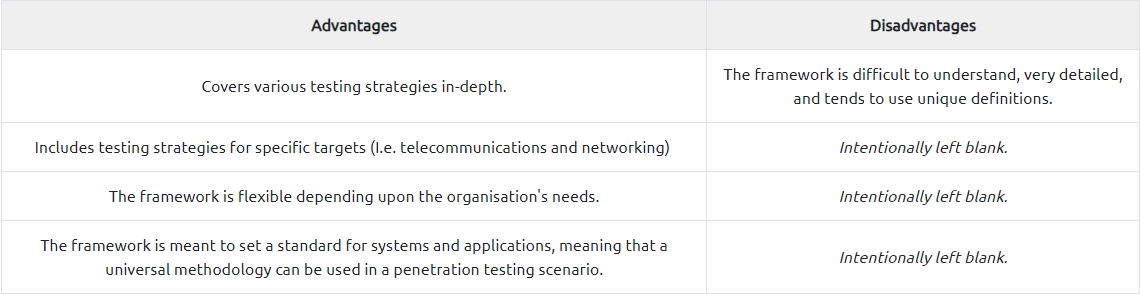 Advantages
Disadvantages
Covers various testing strategies in-depth.
The framework is difficult to understand, very detailed,
and tends to use unique definitions.
Includes testing strategies for specific targets (I.e. telecommunications and networking)
Intentionally left blank.
The framework is flexible depending upon the organisation's needs.
Intentionally left blank.
The framework is meant to set a standard for systems and applications, meaning that a
universal methodology can be used in a penetration testing scenario.
Intentionally left blank.